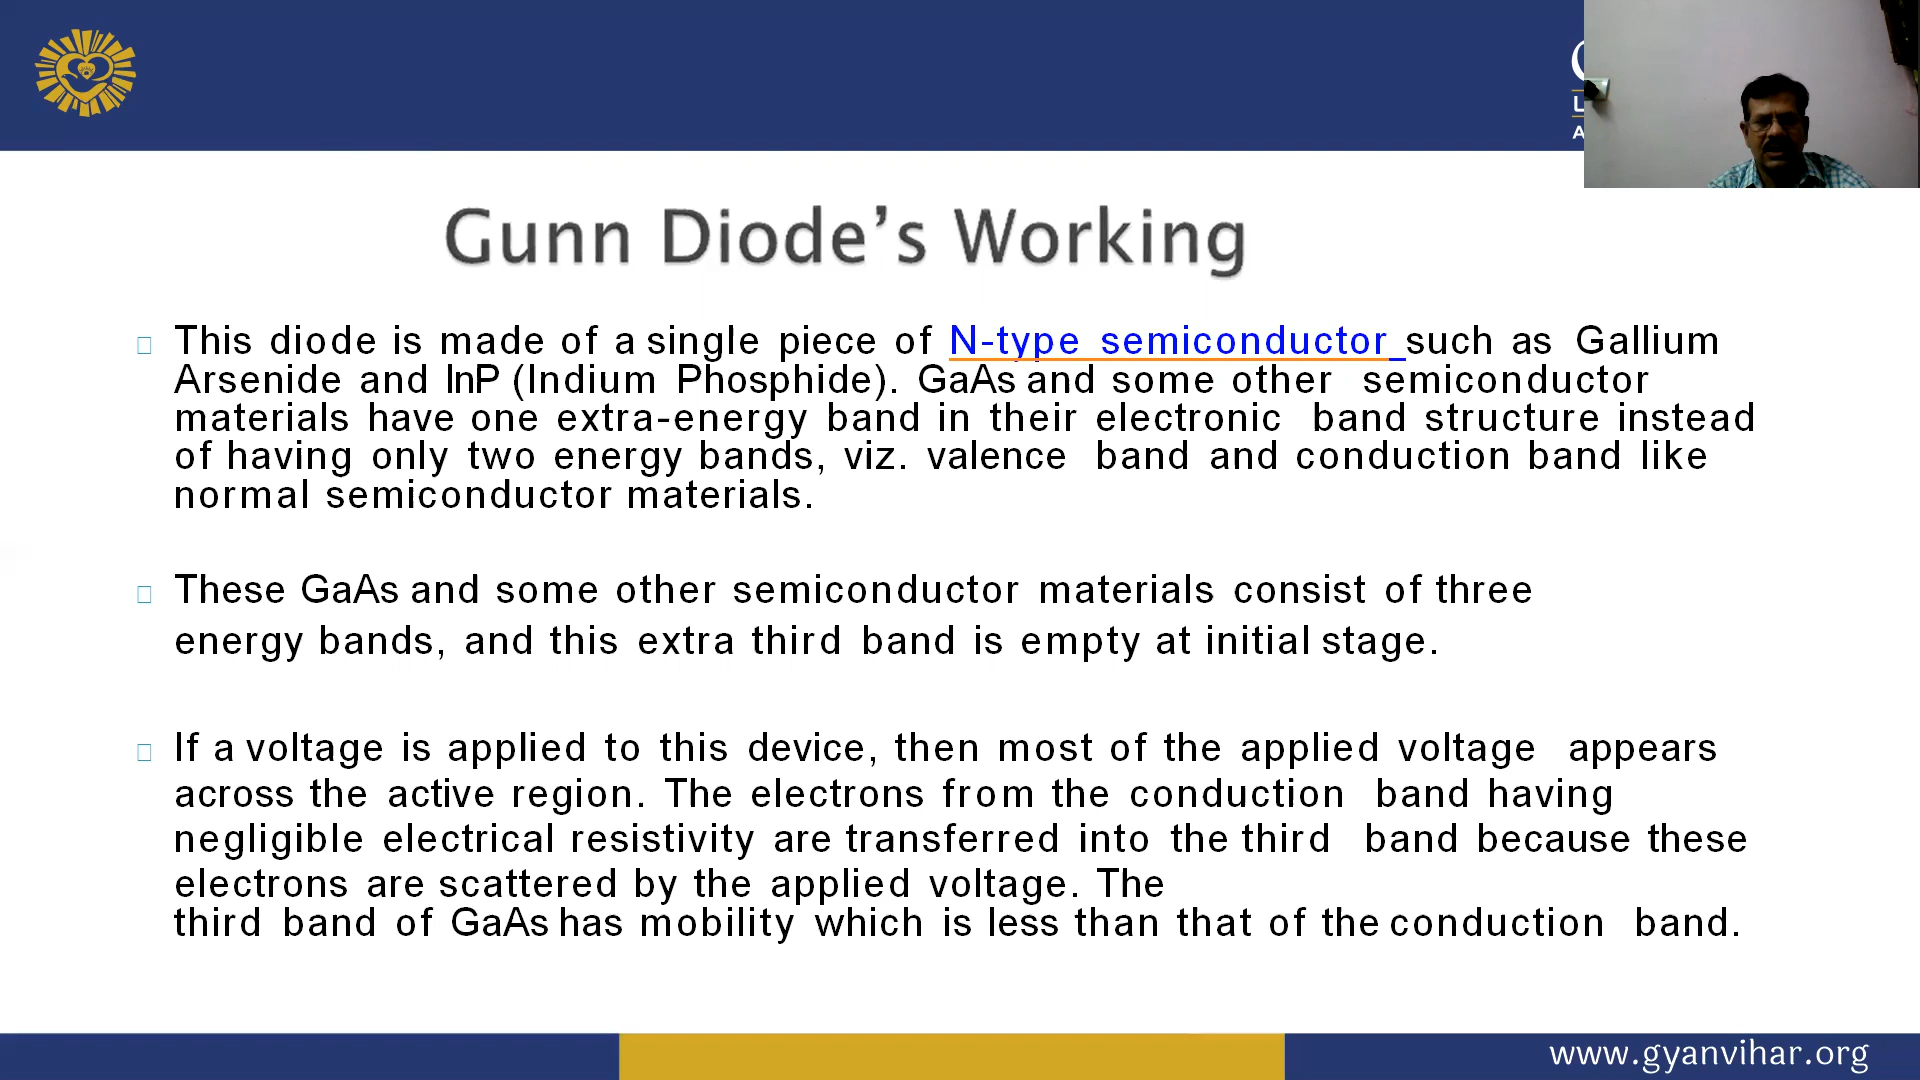 Gunn Diode’s Working
This diode is made of a single piece of N-type semiconductor such as Gallium
Arsenide and InP (Indium Phosphide). GaAs and some other semiconductor
materials have one extra-energy band in their electronic band structure instead
of having only two energy bands, viz. valence band and conduction band like
normal semiconductor materials.
These GaAs and some other semiconductor materials consist of three
energy bands, and this extra third band is empty at initial stage.
If a voltage is applied to this device, then most of the applied voltage appears
across the active region. The electrons from the conduction band having
negligible electrical resistivity are transferred into the third band because these
electrons are scattered by the applied voltage. The
third band of GaAs has mobility which is less than that of the conduction band.
www.gyanvihar.org